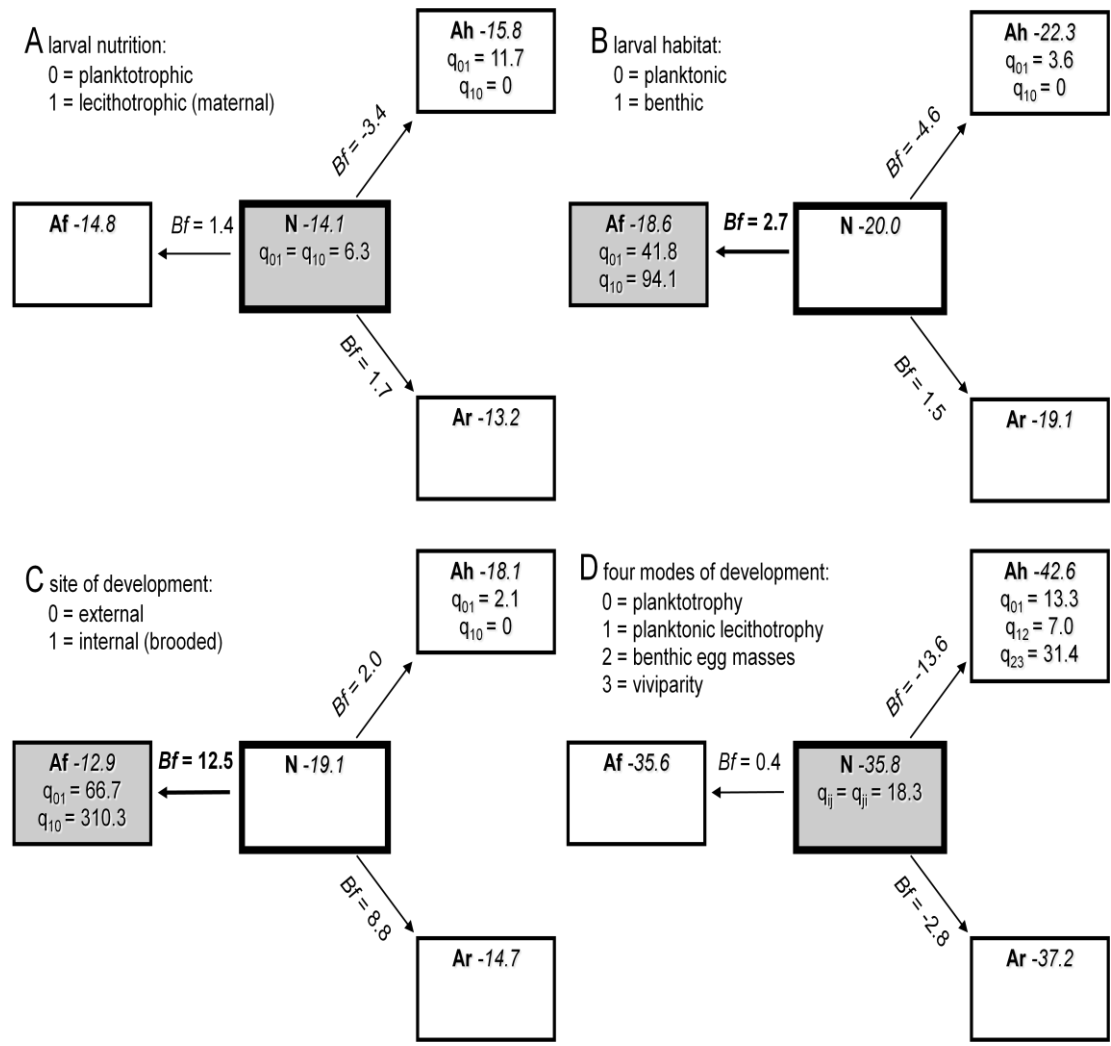 A larval nutrition:
0 = planktotrophic
1 = lecithotrophic (maternal)
Ah -15.8
q01 = 11.7
q10 = 0
Bf = -3.4
Af -14.8
Bf = 1.4
N -14.1
q01 = q10 = 6.3
Bf = 1.7
Ar -13.2
B larval habitat:
0 = planktonic
1 = benthic
Ah -22.3
q01 = 3.6
q10 = 0
Bf = -4.6
Af -18.6
q01 = 41.8
q10 = 94.1
Bf = 2.7
N -20.0
Bf = 1.5
Ar -19.1
C site of development:
0 = external
1 = internal (brooded)
Ah -18.1
q01 = 2.1
q10 = 0
Bf = 2.0
Af -12.9
q01 = 66.7
q10 = 310.3
Bf = 12.5
N -19.1
Bf = 8.8
Ar -14.7
D four modes of development:
0 = planktotrophy
1 = planktonic lecithotrophy
2 = benthic egg masses
3 = viviparity
Ah -42.6
q01 = 13.3
q12 = 7.0
q23 = 31.4
Bf = -13.6
Af -35.6
Bf = 0.4
N -35.8
qij = qji = 18.3
Bf = -2.8
Ar -37.2